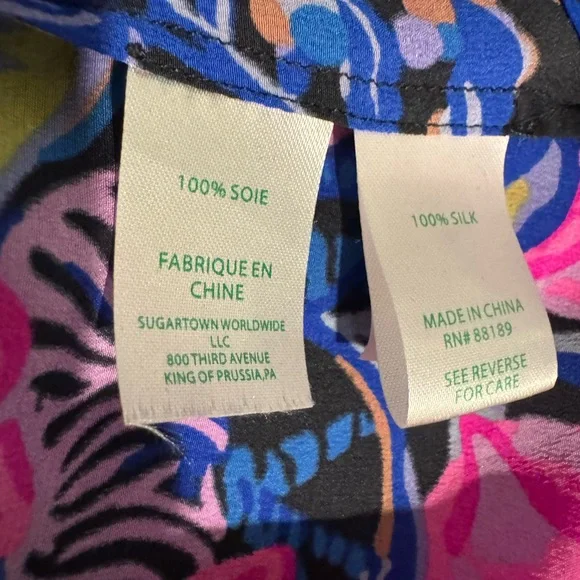 100% SOIE
FABRIQUE EN
CHINE
SUGARTOWN WORLDWIDE
LLC
800 THIRD AVENUE
KING OF PRUSSIA,PA
100% SILK
MADE IN CHINA
RN# 88189
SEE REVERSE
FOR CARE